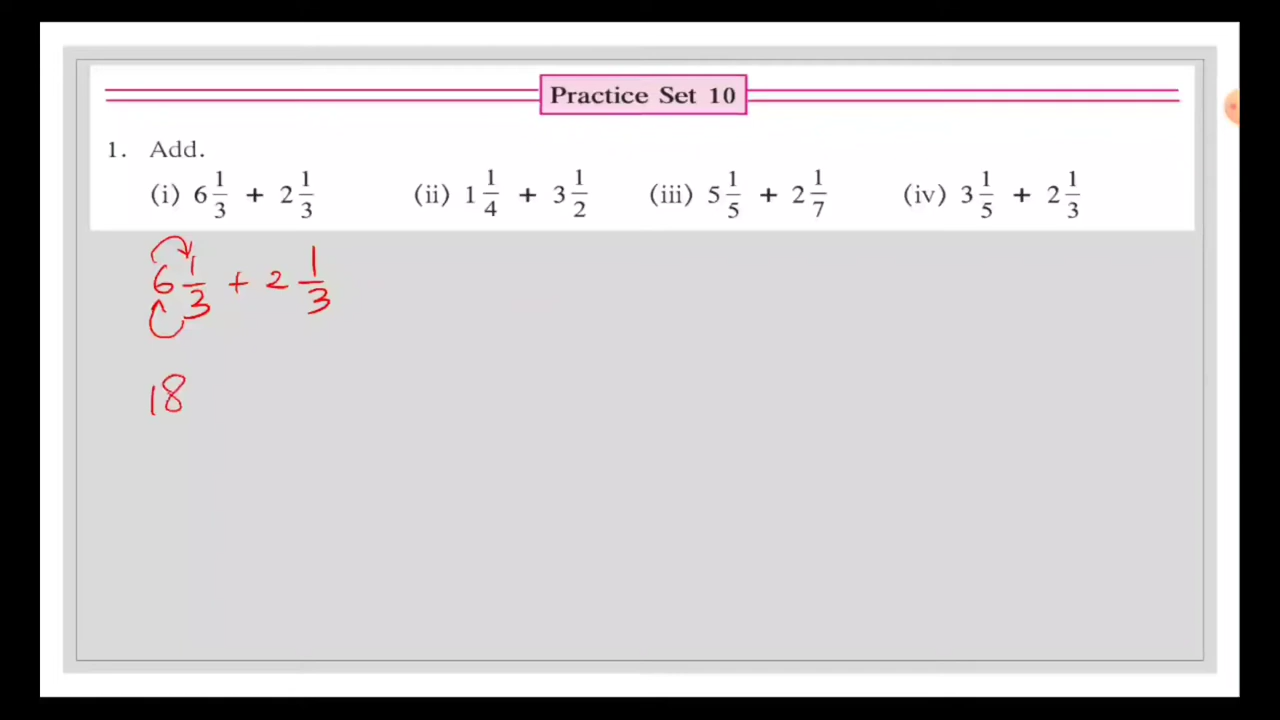 Practice Set 10
1. Add.
(i) 6 1/3 + 2 1/3 (ii) 1 1/4 + 3 1/2 (iii) 5 1/5 + 2 1/7 (iv) 3 1/5 + 2 1/3
6 1/3 + 2 1/3
18